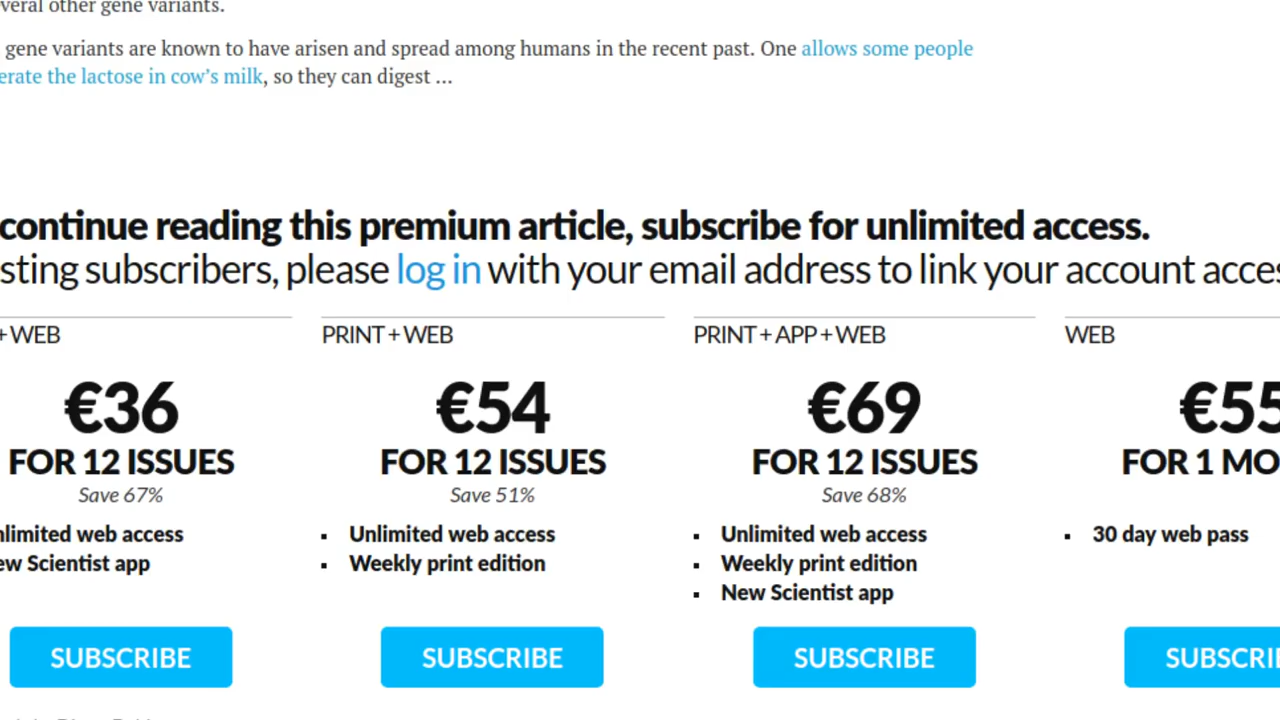 veral other gene variants.
gene variants are known to have arisen and spread among humans in the recent past. One allows some people
erate the lactose in cow’s milk, so they can digest …
continue reading this premium article, subscribe for unlimited access.
sting subscribers, please log in with your email address to link your account acces
+ WEB
€36
FOR 12 ISSUES
Save 67%
nlimited web access
ew Scientist app
SUBSCRIBE
PRINT + WEB
€54
FOR 12 ISSUES
Save 51%
Unlimited web access
Weekly print edition
SUBSCRIBE
PRINT + APP + WEB
€69
FOR 12 ISSUES
Save 68%
Unlimited web access
Weekly print edition
New Scientist app
SUBSCRIBE
WEB
€55
FOR 1 MO
30 day web pass
SUBSCRI